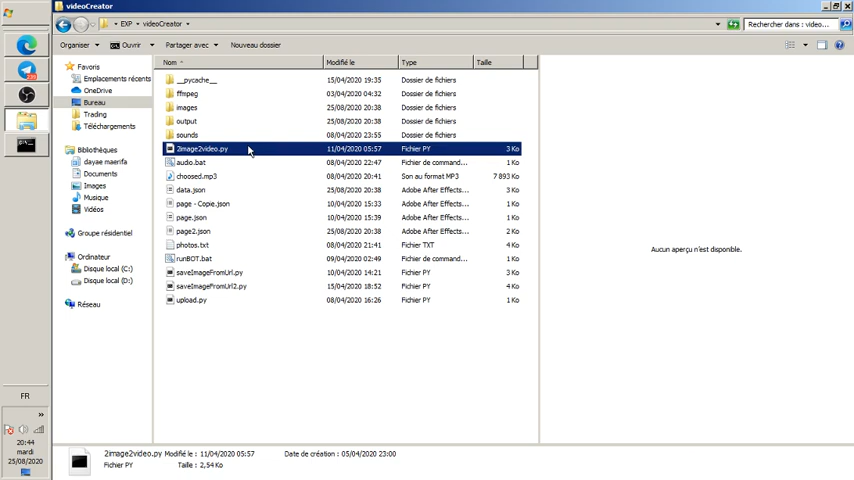 videoCreator
EXP videoCreator
Rechercher dans : video...
Organiser Ouvrir Partager avec Nouveau dossier
Nom Modifié le Type Taille
Favoris
Emplacements récents
OneDrive
Bureau
Trading
Téléchargements
Bibliothèques
dayae maerifa
Documents
Images
Musique
Vidéos
Groupe résidentiel
Ordinateur
Disque local (C:)
Disque local (D:)
Réseau
__pycache__ 15/04/2020 19:35 Dossier de fichiers
ffmpeg 03/04/2020 04:32 Dossier de fichiers
images 25/08/2020 20:38 Dossier de fichiers
output 25/08/2020 20:38 Dossier de fichiers
sounds 08/04/2020 23:55 Dossier de fichiers
2image2video.py 11/04/2020 05:57 Fichier PY 3 Ko
audio.bat 08/04/2020 22:47 Fichier de command... 1 Ko
choosed.mp3 08/04/2020 20:41 Son au format MP3 7 893 Ko
data.json 25/08/2020 20:38 Adobe After Effects... 3 Ko
page - Copie.json 10/04/2020 15:33 Adobe After Effects... 2 Ko
page.json 10/04/2020 15:39 Adobe After Effects... 1 Ko
page2.json 25/08/2020 20:38 Adobe After Effects... 2 Ko
photos.txt 08/04/2020 21:41 Fichier TXT 4 Ko
runBOT.bat 09/04/2020 02:49 Fichier de command... 1 Ko
saveImageFromUrl.py 10/04/2020 14:21 Fichier PY 3 Ko
saveImageFromUrl2.py 15/04/2020 18:52 Fichier PY 4 Ko
upload.py 08/04/2020 16:26 Fichier PY 1 Ko
Aucun aperçu n'est disponible.
FR
20:44
mardi
25/08/2020
2image2video.py Modifié le : 11/04/2020 05:57 Date de création : 05/04/2020 23:00
Fichier PY Taille : 2,54 Ko